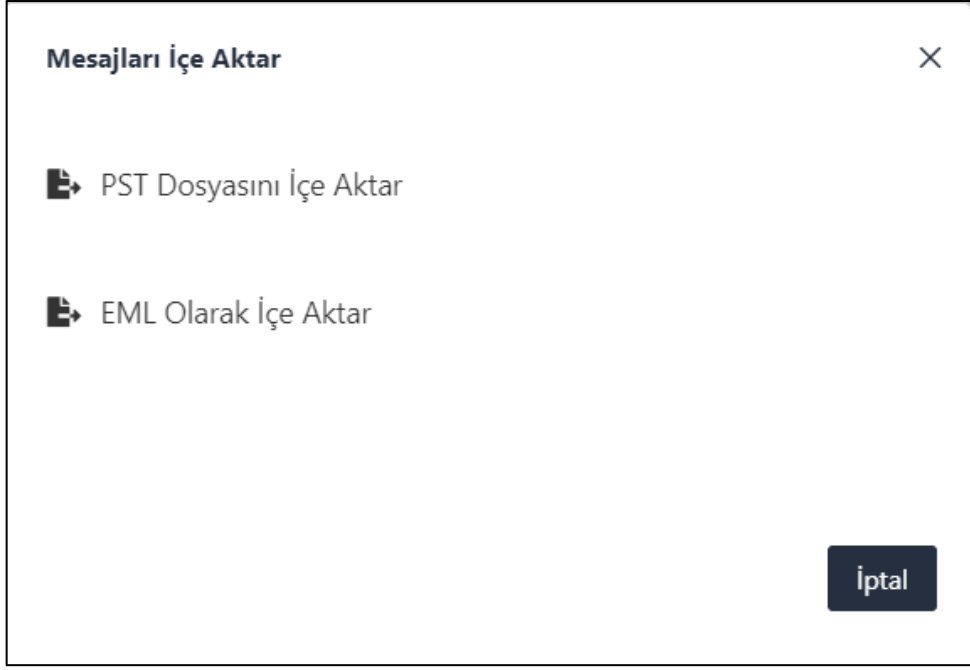 Mesajları İçe Aktar
PST Dosyasını İçe Aktar
EML Olarak İçe Aktar
İptal